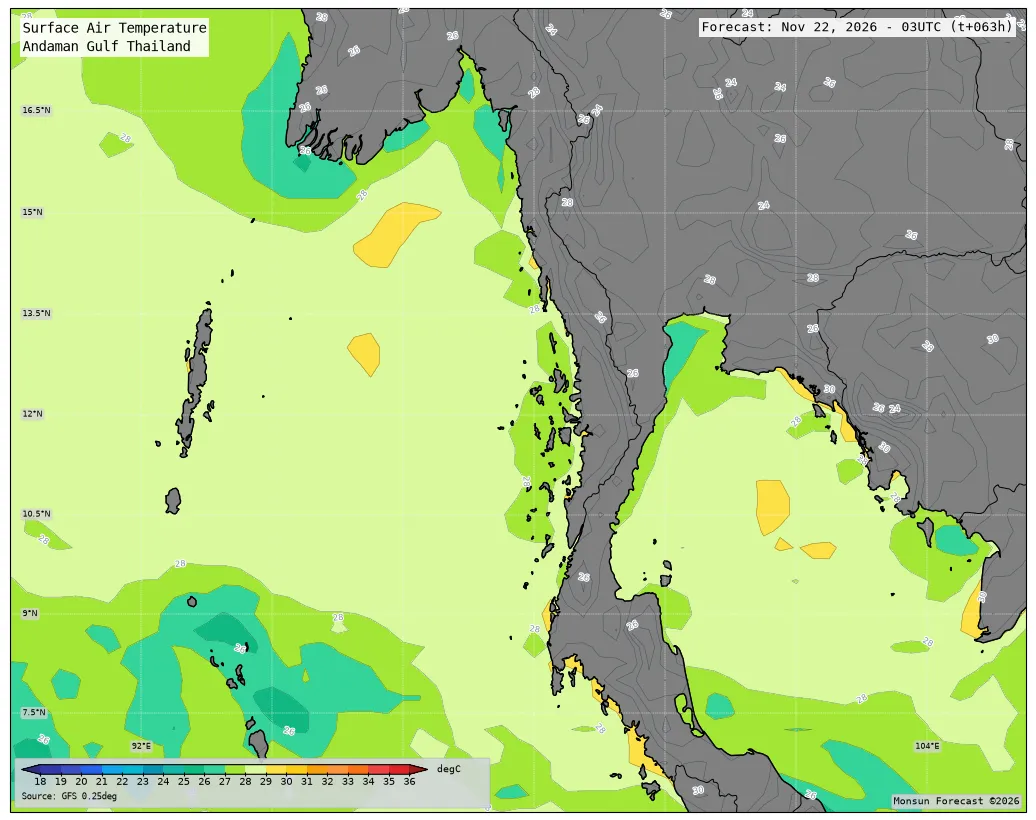 Surface Air Temperature
Andaman Gulf Thailand
Forecast: Nov 22, 2026 - 03UTC (t+063h)
16.5°N
15°N
13.5°N
12°N
10.5°N
9°N
7.5°N
92°E
104°E
degC
18 19 20 21 22 23 24 25 26 27 28 29 30 31 32 33 34 35 36
Source: GFS 0.25deg
Monsun Forecast ©2026